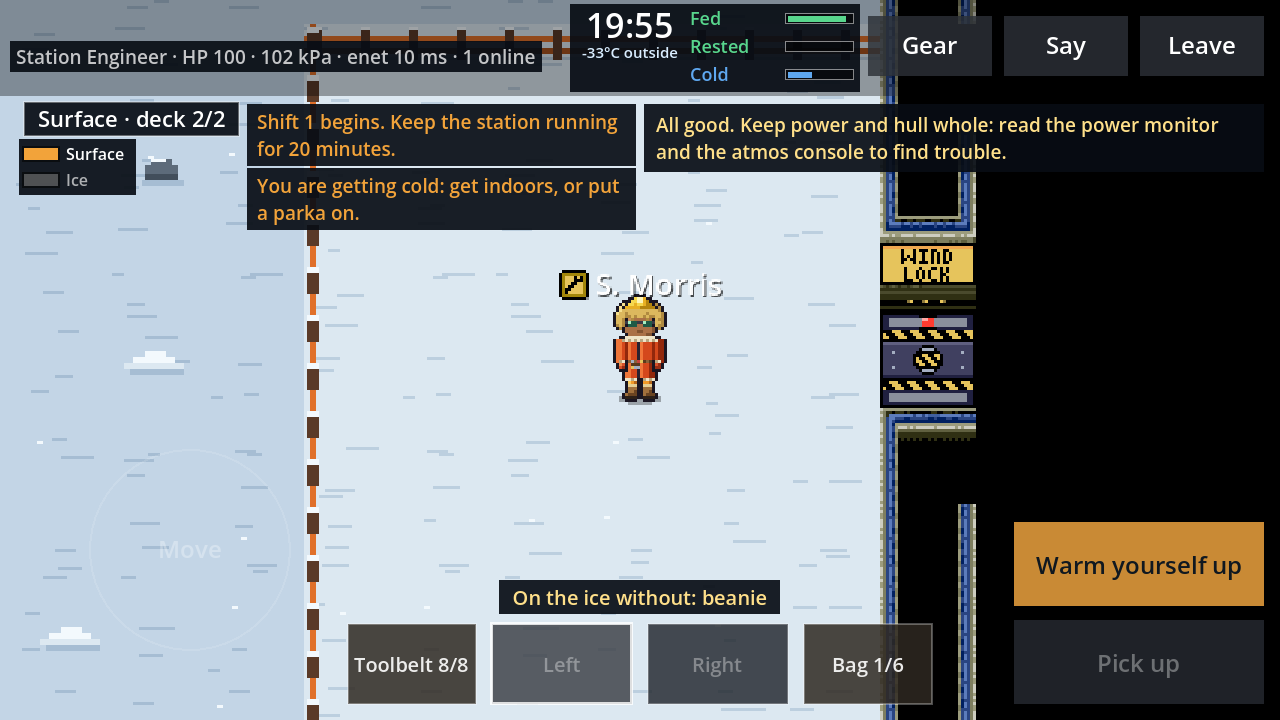 19:55
-33°C outside
Fed
Rested
Cold
Gear
Say
Leave
Station Engineer · HP 100 · 102 kPa · enet 10 ms · 1 online
Surface · deck 2/2
Surface
Ice
Shift 1 begins. Keep the station running
for 20 minutes.
You are getting cold: get indoors, or put
a parka on.
All good. Keep power and hull whole: read the power monitor
and the atmos console to find trouble.
WIND
LOCK
S. Morris
Move
On the ice without: beanie
Warm yourself up
Toolbelt 8/8
Left
Right
Bag 1/6
Pick up